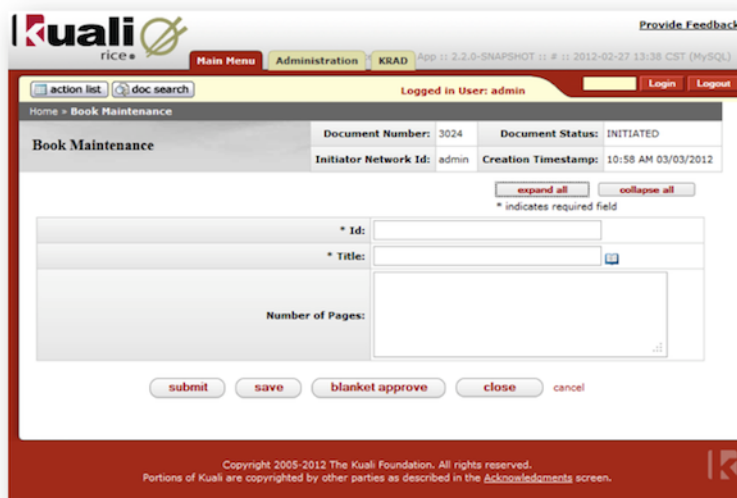 Kuali
rice
Provide Feedback
Main Menu Administration KRAD App :: 2.2.0-SNAPSHOT :: # :: 2012-02-27 13:38 CST (MySQL)
action list doc search Logged in User: admin Login Logout
Home » Book Maintenance
Book Maintenance
Document Number: 3024 Document Status: INITIATED
Initiator Network Id: admin Creation Timestamp: 10:58 AM 03/03/2012
expand all collapse all
* indicates required field
* Id:
* Title:
Number of Pages:
submit save blanket approve close cancel
Copyright 2005-2012 The Kuali Foundation. All rights reserved.
Portions of Kuali are copyrighted by other parties as described in the Acknowledgments screen.